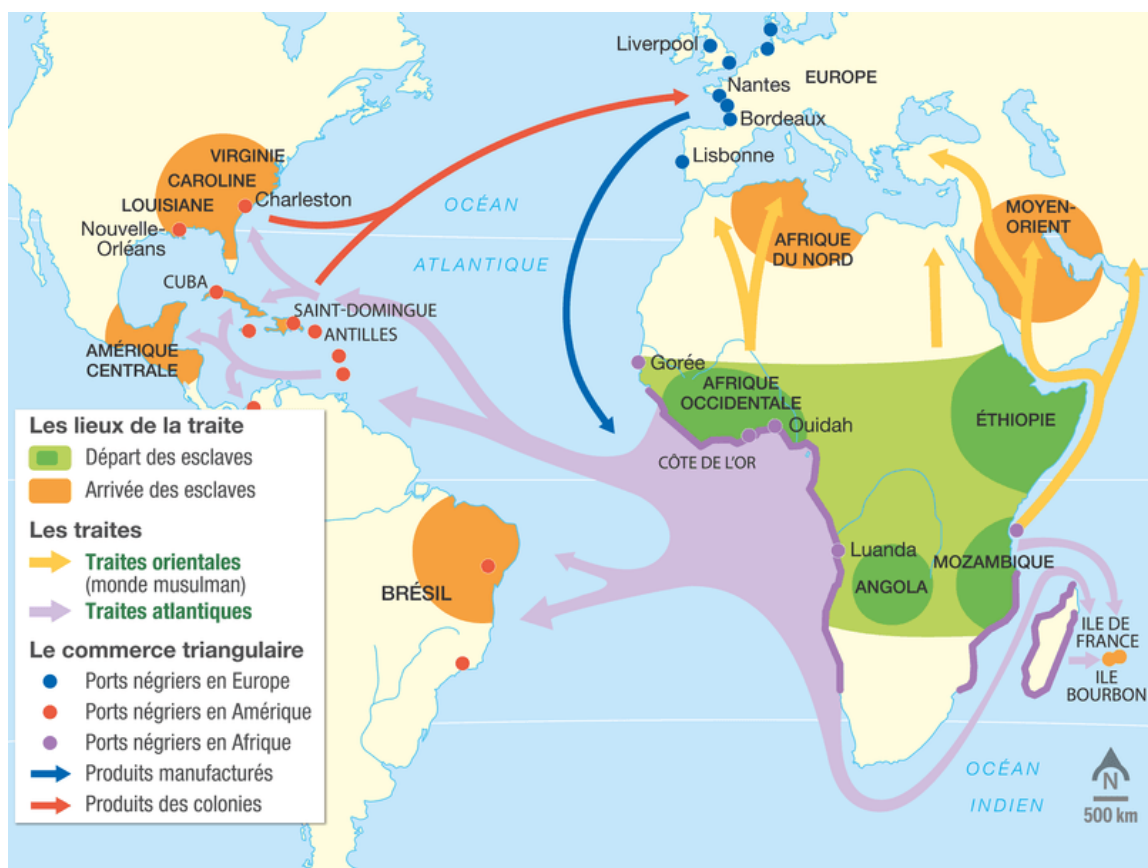 Liverpool
Nantes
EUROPE
Bordeaux
Lisbonne
VIRGINIE
CAROLINE
Charleston
LOUISIANE
Nouvelle-
Orléans
OCÉAN
ATLANTIQUE
AFRIQUE
DU NORD
MOYEN-
ORIENT
CUBA
SAINT-DOMINGUE
ANTILLES
AMÉRIQUE
CENTRALE
Gorée
AFRIQUE
OCCIDENTALE
Ouidah
CÔTE DE L'OR
ÉTHIOPIE
Luanda
MOZAMBIQUE
ANGOLA
BRÉSIL
ILE DE
FRANCE
ILE
BOURBON
OCÉAN
INDIEN
N
500 km
Les lieux de la traite
Départ des esclaves
Arrivée des esclaves
Les traites
Traites orientales
(monde musulman)
Traites atlantiques
Le commerce triangulaire
Ports négriers en Europe
Ports négriers en Amérique
Ports négriers en Afrique
Produits manufacturés
Produits des colonies